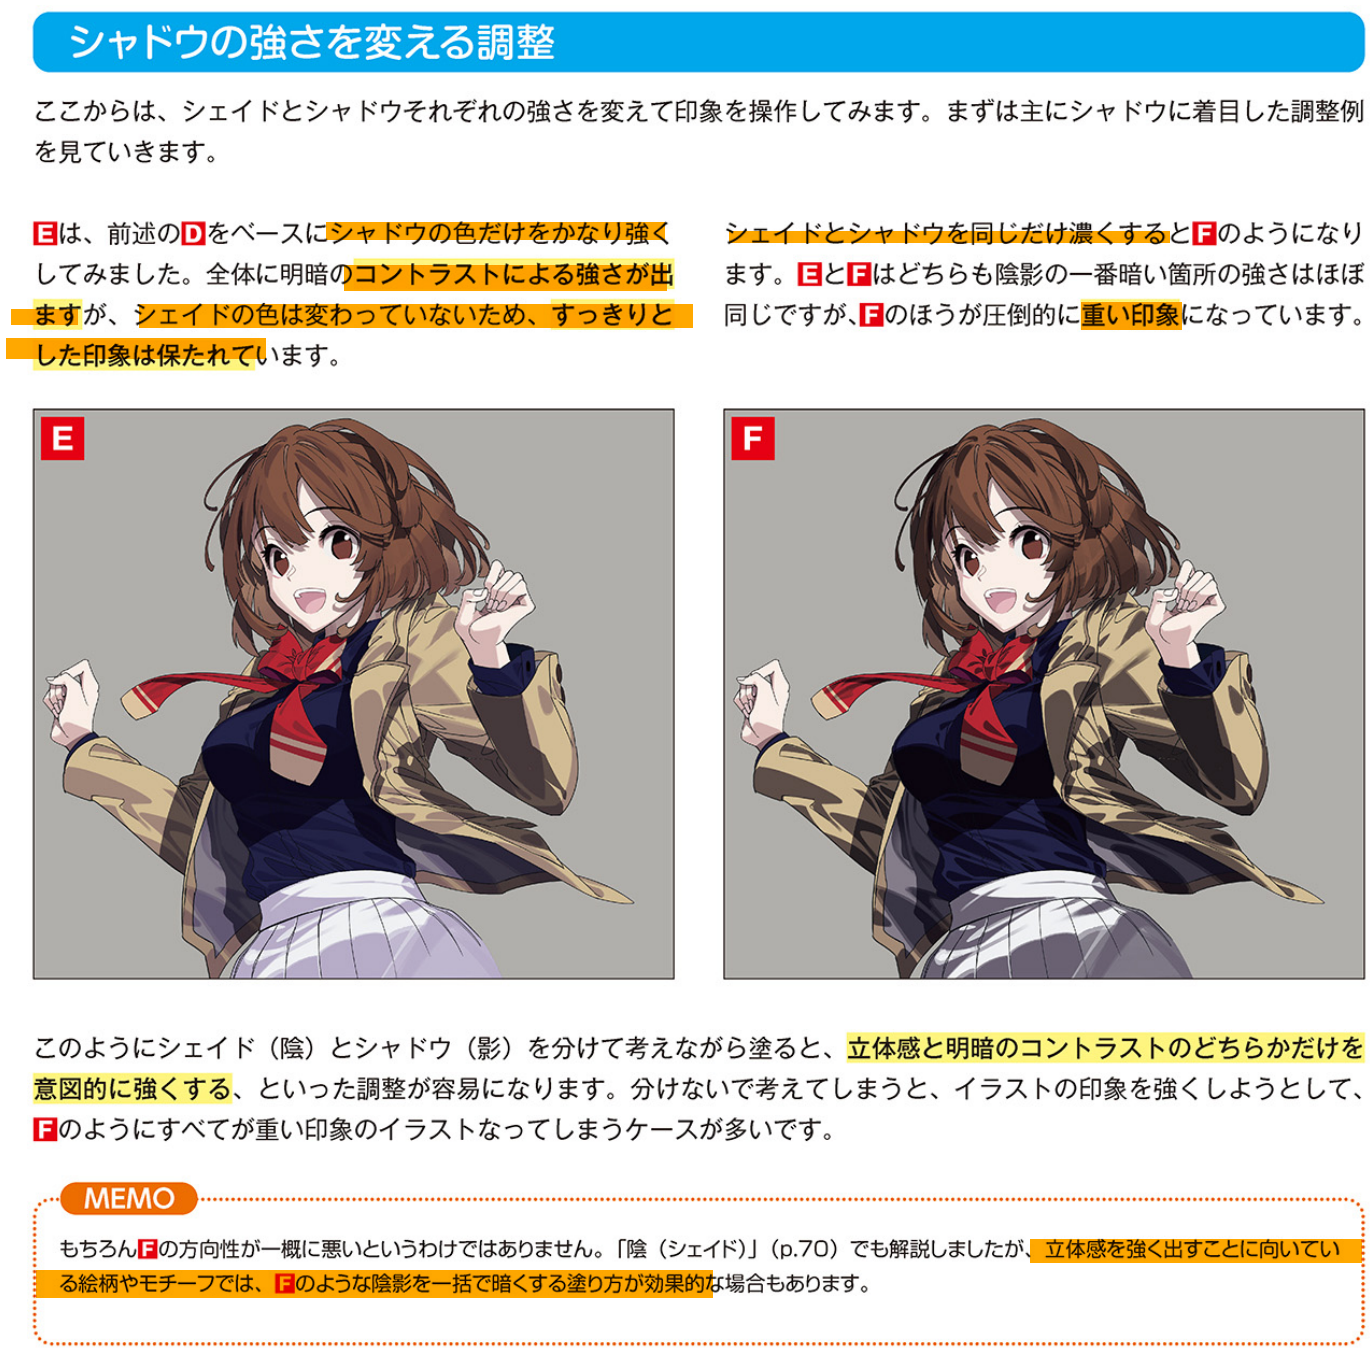 シャドウの強さを変える調整
ここからは、シェイドとシャドウそれぞれの強さを変えて印象を操作してみます。まずは主にシャドウに着目した調整例
を見ていきます。
Eは、前述のDをベースにシャドウの色だけをかなり強く
してみました。全体に明暗のコントラストによる強さが出
ますが、シェイドの色は変わっていないため、すっきりと
した印象は保たれています。
シェイドとシャドウを同じだけ濃くするとFのようになり
ます。EとFはどちらも陰影の一番暗い箇所の強さはほぼ
同じですが、Fのほうが圧倒的に重い印象になっています。
E
F
このようにシェイド（陰）とシャドウ（影）を分けて考えながら塗ると、立体感と明暗のコントラストのどちらかだけを
意図的に強くする、といった調整が容易になります。分けないで考えてしまうと、イラストの印象を強くしようとして、
Fのようにすべてが重い印象のイラストなってしまうケースが多いです。
MEMO
もちろんFの方向性が一概に悪いというわけではありません。「陰（シェイド）」（p.70）でも解説しましたが、立体感を強く出すことに向いてい
る絵柄やモチーフでは、Fのような陰影を一括で暗くする塗り方が効果的な場合もあります。